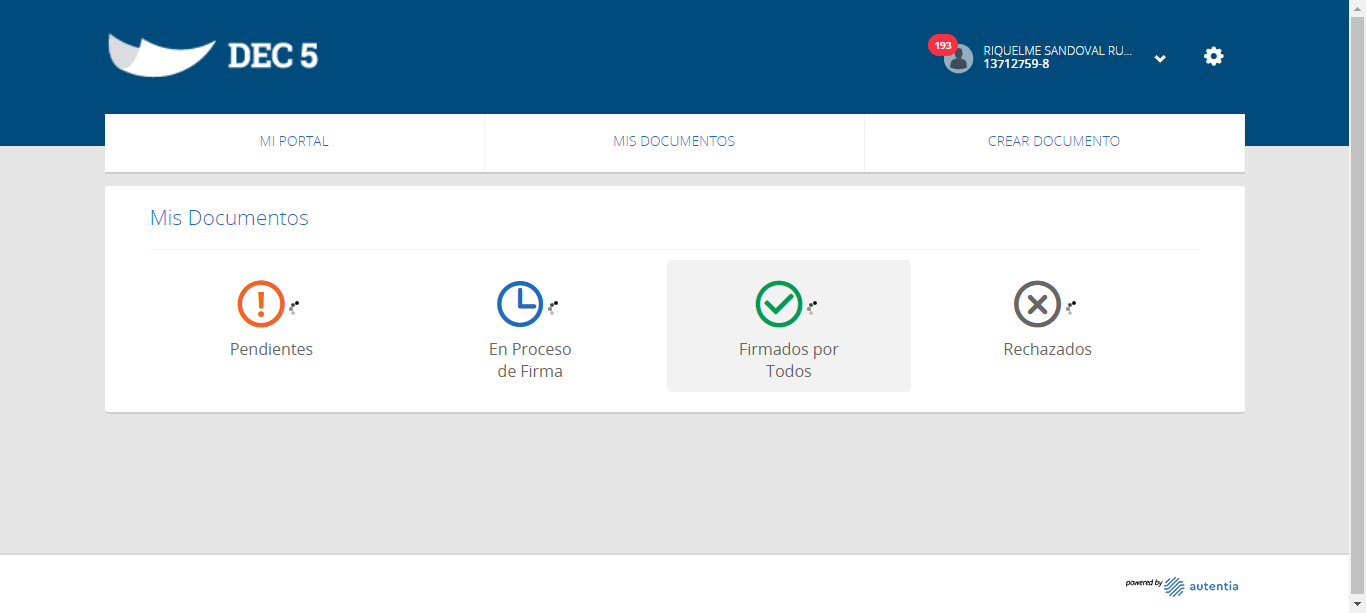 DEC 5
193
RIQUELME SANDOVAL RU...
13712759-8
MI PORTAL
MIS DOCUMENTOS
CREAR DOCUMENTO
Mis Documentos
Pendientes
En Proceso
de Firma
Firmados por
Todos
Rechazados
powered by
autentia